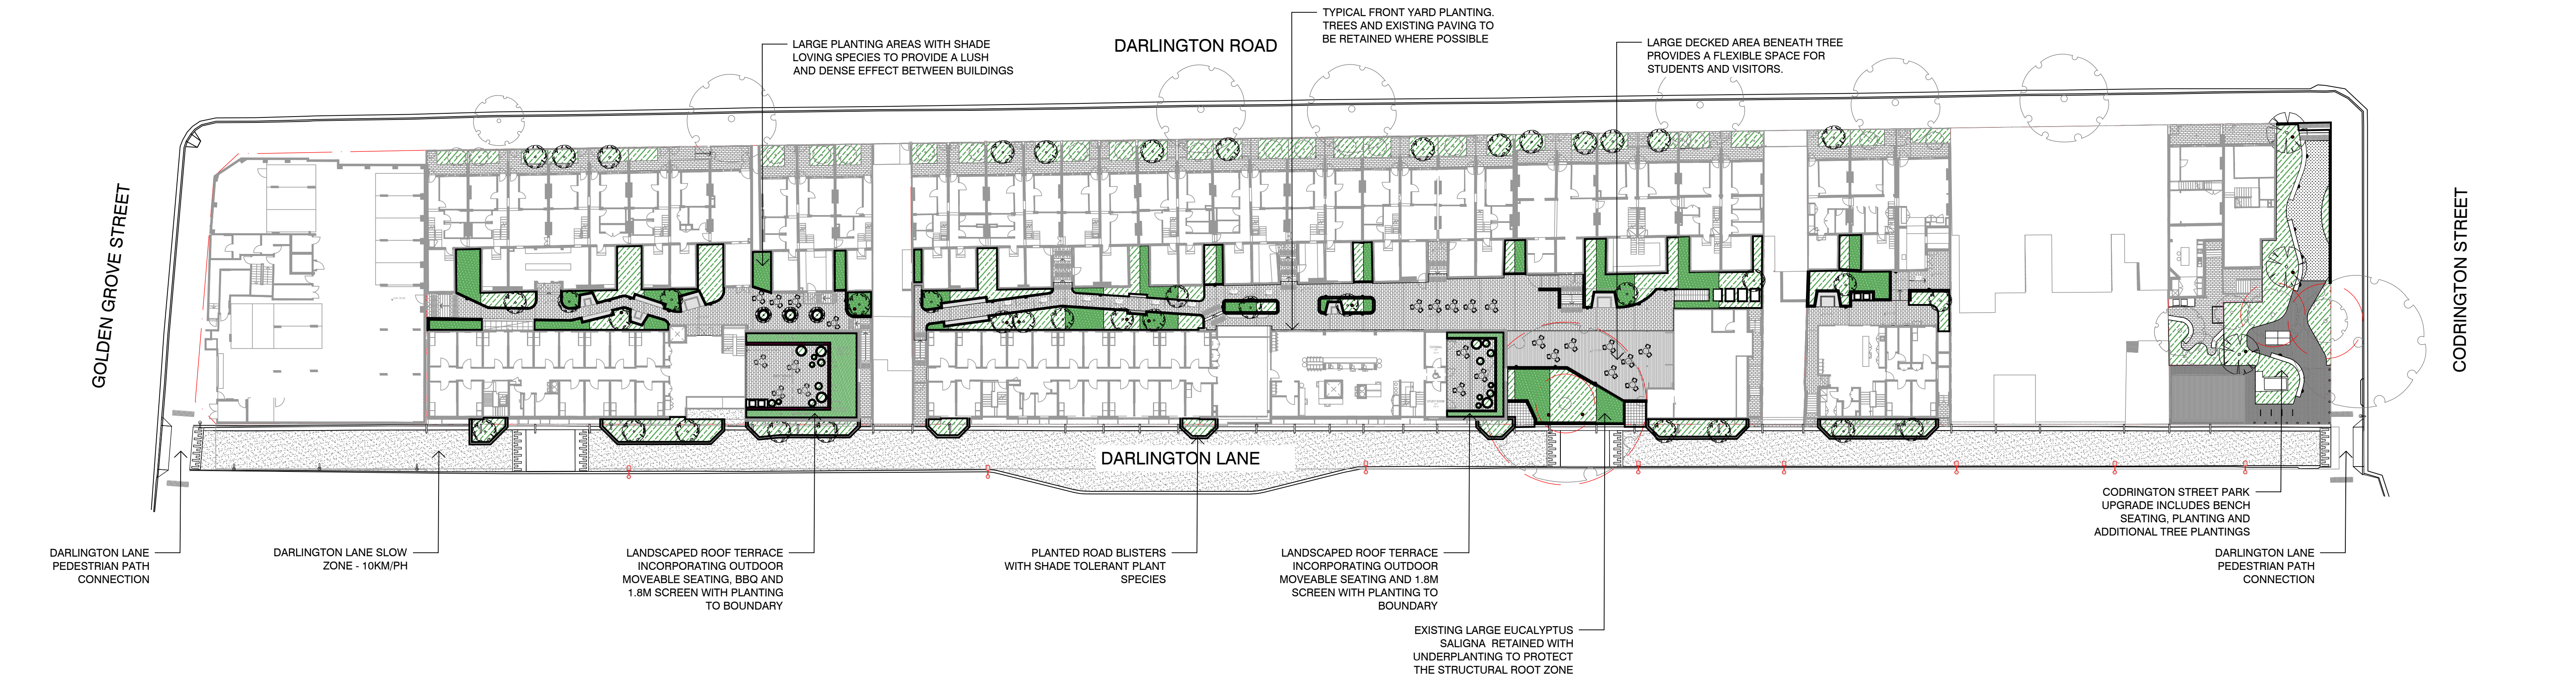 TYPICAL FRONT YARD PLANTING.
TREES AND EXISTING PAVING TO
BE RETAINED WHERE POSSIBLE
DARLINGTON ROAD
LARGE PLANTING AREAS WITH SHADE
LOVING SPECIES TO PROVIDE A LUSH
AND DENSE EFFECT BETWEEN BUILDINGS
LARGE DECKED AREA BENEATH TREE
PROVIDES A FLEXIBLE SPACE FOR
STUDENTS AND VISITORS.
GOLDEN GROVE STREET
CODRINGTON STREET
DARLINGTON LANE
DARLINGTON LANE
PEDESTRIAN PATH
CONNECTION
DARLINGTON LANE SLOW
ZONE - 10KM/PH
LANDSCAPED ROOF TERRACE
INCORPORATING OUTDOOR
MOVEABLE SEATING, BBQ AND
1.8M SCREEN WITH PLANTING
TO BOUNDARY
PLANTED ROAD BLISTERS
WITH SHADE TOLERANT PLANT
SPECIES
LANDSCAPED ROOF TERRACE
INCORPORATING OUTDOOR
MOVEABLE SEATING AND 1.8M
SCREEN WITH PLANTING TO
BOUNDARY
EXISTING LARGE EUCALYPTUS
SALIGNA RETAINED WITH
UNDERPLANTING TO PROTECT
THE STRUCTURAL ROOT ZONE
CODRINGTON STREET PARK
UPGRADE INCLUDES BENCH
SEATING, PLANTING AND
ADDITIONAL TREE PLANTINGS
DARLINGTON LANE
PEDESTRIAN PATH
CONNECTION